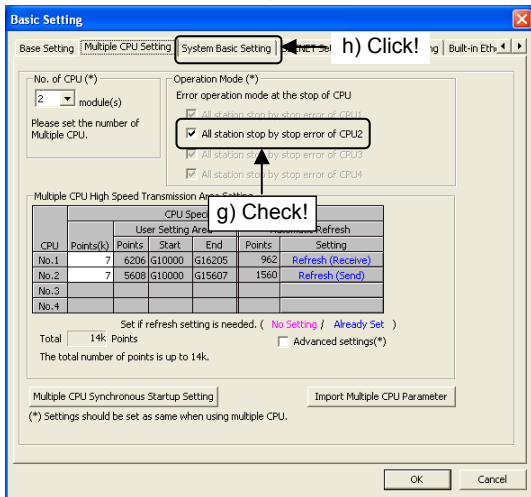 Basic Setting
Base Setting Multiple CPU Setting System Basic Setting h) Click! Built-in Eth
No. of CPU (*)
2 module(s)
Please set the number of
Multiple CPU.
Operation Mode (*)
Error operation mode at the stop of CPU
All station stop by stop error of CPU1
All station stop by stop error of CPU2
All station stop by stop error of CPU3
All station stop by stop error of CPU4
g) Check!
Multiple CPU High Speed Transmission Area Setting
CPU
User Setting Area Refresh
CPU Points(k) Points Start End Points Setting
No.1 7 6206 G10000 G16205 962 Refresh (Receive)
No.2 7 5608 G10000 G15607 1560 Refresh (Send)
No.3
No.4
Set if refresh setting is needed. ( No Setting / Already Set )
Total 14k Points Advanced settings(*)
The total number of points is up to 14k.
Multiple CPU Synchronous Startup Setting Import Multiple CPU Parameter
(*) Settings should be set as same when using multiple CPU.
OK Cancel